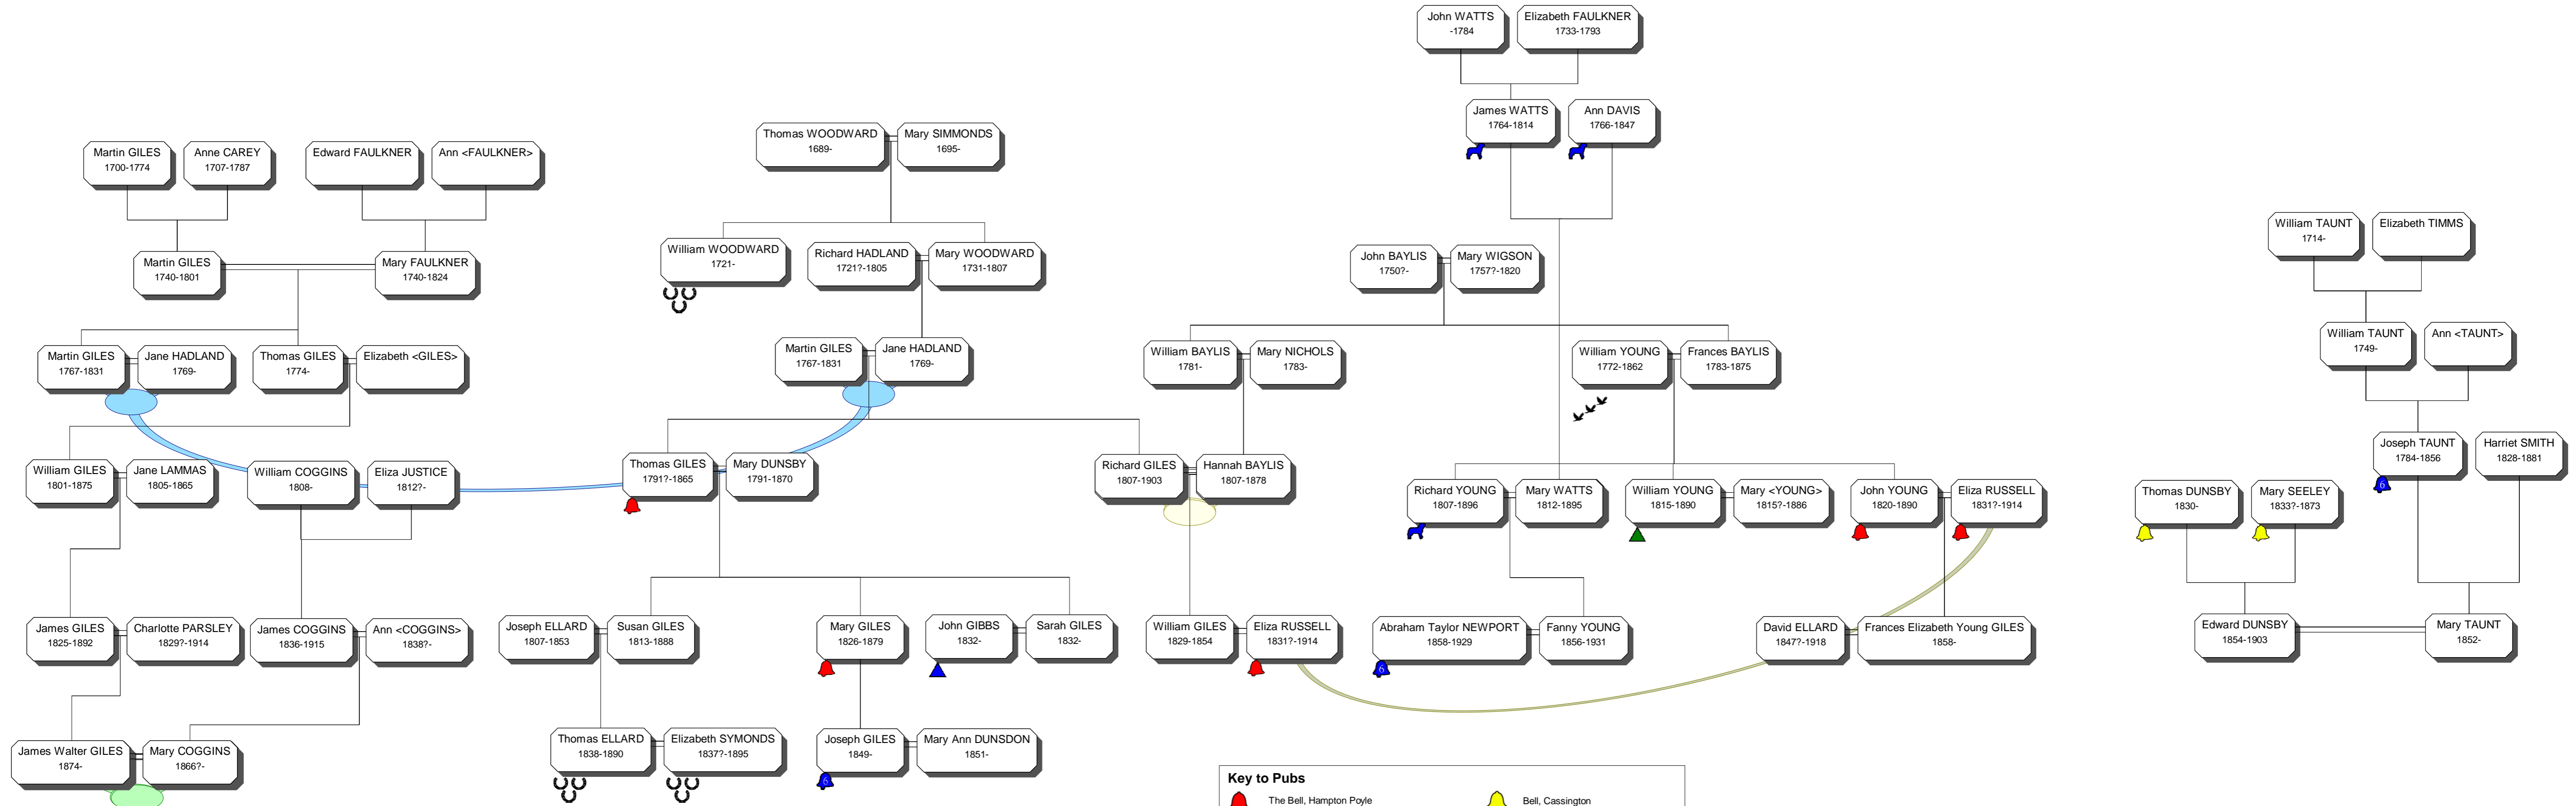 John WATTS
-1784
Elizabeth FAULKNER
1733-1793
James WATTS
1764-1814
Ann DAVIS
1766-1847
Thomas WOODWARD
1689-
Mary SIMMONDS
1695-
Martin GILES
1700-1774
Anne CAREY
1707-1787
Edward FAULKNER
Ann <FAULKNER>
William TAUNT
1714-
Elizabeth TIMMS
William WOODWARD
1721-
Richard HADLAND
1721?-1805
Mary WOODWARD
1731-1807
John BAYLIS
1750?-
Mary WIGSON
1757?-1820
Martin GILES
1740-1801
Mary FAULKNER
1740-1824
William TAUNT
1749-
Ann <TAUNT>
Martin GILES
1767-1831
Jane HADLAND
1769-
Thomas GILES
1774-
Elizabeth <GILES>
Martin GILES
1767-1831
Jane HADLAND
1769-
William BAYLIS
1781-
Mary NICHOLS
1783-
William YOUNG
1772-1862
Frances BAYLIS
1783-1875
Joseph TAUNT
1784-1856
6
Harriet SMITH
1828-1881
William GILES
1801-1875
Jane LAMMAS
1805-1865
William COGGINS
1808-
Eliza JUSTICE
1812?-
Thomas GILES
1791?-1865
Mary DUNSBY
1791-1870
Richard GILES
1807-1903
Hannah BAYLIS
1807-1878
Richard YOUNG
1807-1896
Mary WATTS
1812-1895
William YOUNG
1815-1890
Mary <YOUNG>
1815?-1886
John YOUNG
1820-1890
Eliza RUSSELL
1831?-1914
Thomas DUNSBY
1830-
Mary SEELEY
1833?-1873
James GILES
1825-1892
Charlotte PARSLEY
1829?-1914
James COGGINS
1836-1915
Ann <COGGINS>
1838?-
Joseph ELLARD
1807-1853
Susan GILES
1813-1888
Mary GILES
1826-1879
John GIBBS
1832-
Sarah GILES
1832-
William GILES
1829-1854
Eliza RUSSELL
1831?-1914
Abraham Taylor NEWPORT
1858-1929
6
Fanny YOUNG
1856-1931
David ELLARD
1847?-1918
Frances Elizabeth Young GILES
1858-
Edward DUNSBY
1854-1903
Mary TAUNT
1852-
James Walter GILES
1874-
Mary COGGINS
1866?-
Thomas ELLARD
1838-1890
Elizabeth SYMONDS
1837?-1895
Joseph GILES
1849-
6
Mary Ann DUNSDON
1851-
Key to Pubs
The Bell, Hampton Poyle
Bell, Cassington